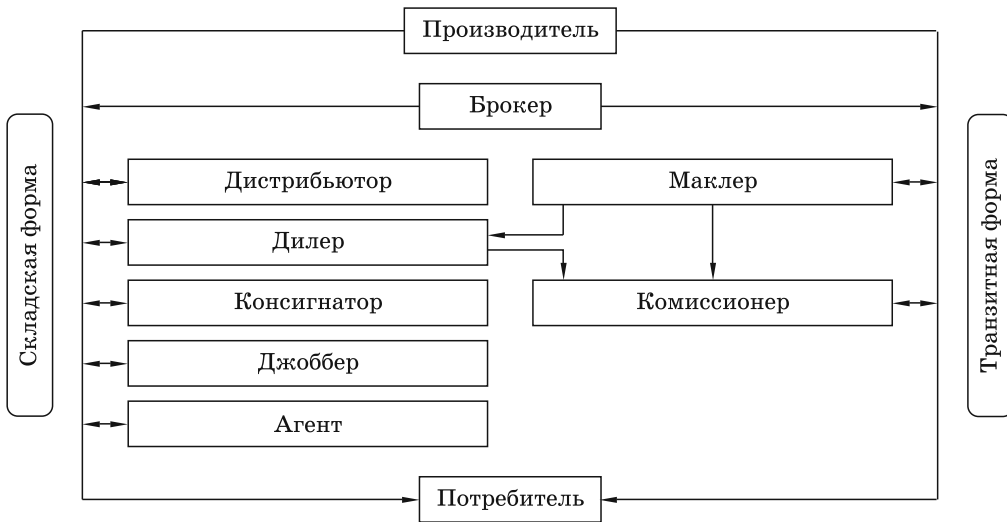 Производитель
Брокер
Складская форма
Транзитная форма
Дистрибьютор
Маклер
Дилер
Консигнатор
Комиссионер
Джоббер
Агент
Потребитель